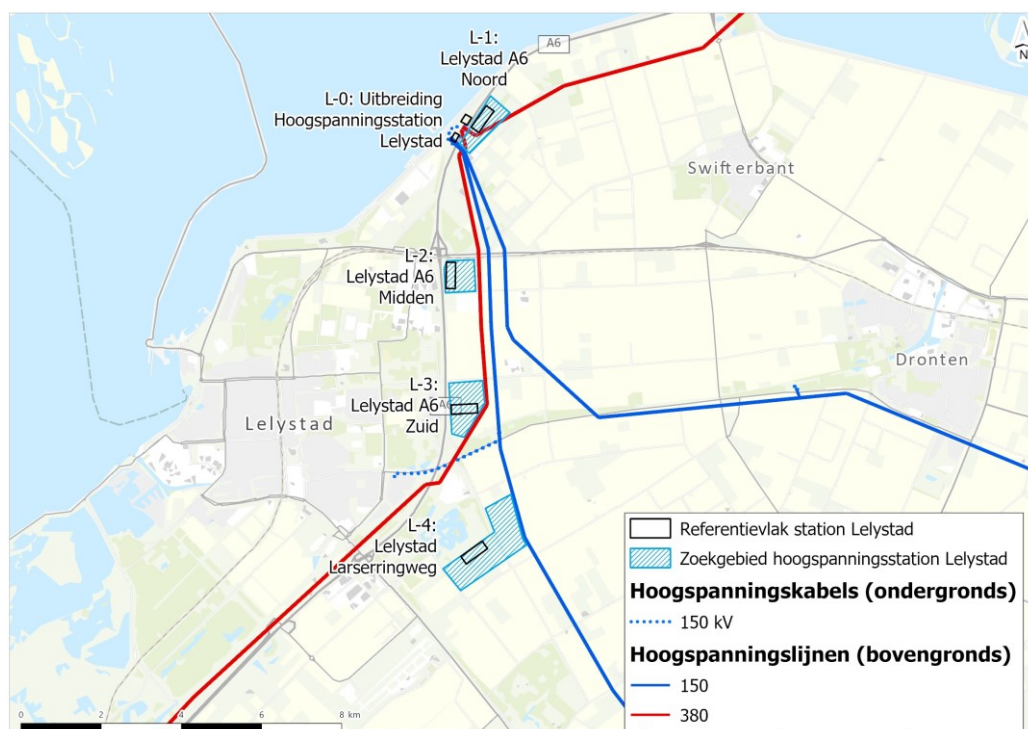 L-1:
Lelystad A6
Noord
A6
N
L-0: Uitbreiding
Hoogspanningsstation
Lelystad
Swifterbant
L-2:
Lelystad A6
Midden
Dronten
L-3:
Lelystad A6
Zuid
A6
Lelystad
L-4:
Lelystad
Larserringweg
Referentievlak station Lelystad
Zoekgebied hoogspanningsstation Lelystad
Hoogspanningskabels (ondergronds)
150 kV
Hoogspanningslijnen (bovengronds)
150
380
0 2 4 6 8 km